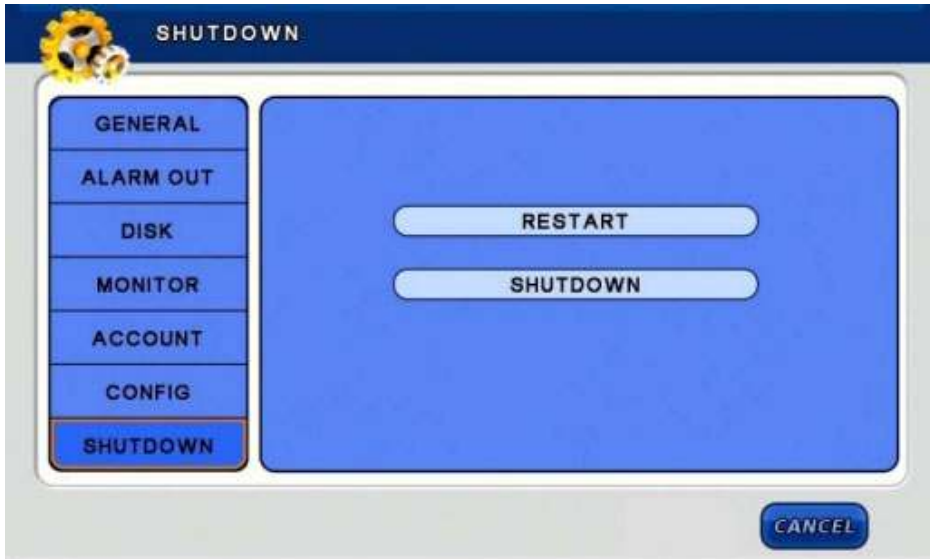 SHUTDOWN
GENERAL
ALARM OUT
DISK
MONITOR
ACCOUNT
CONFIG
SHUTDOWN
RESTART
SHUTDOWN
CANCEL